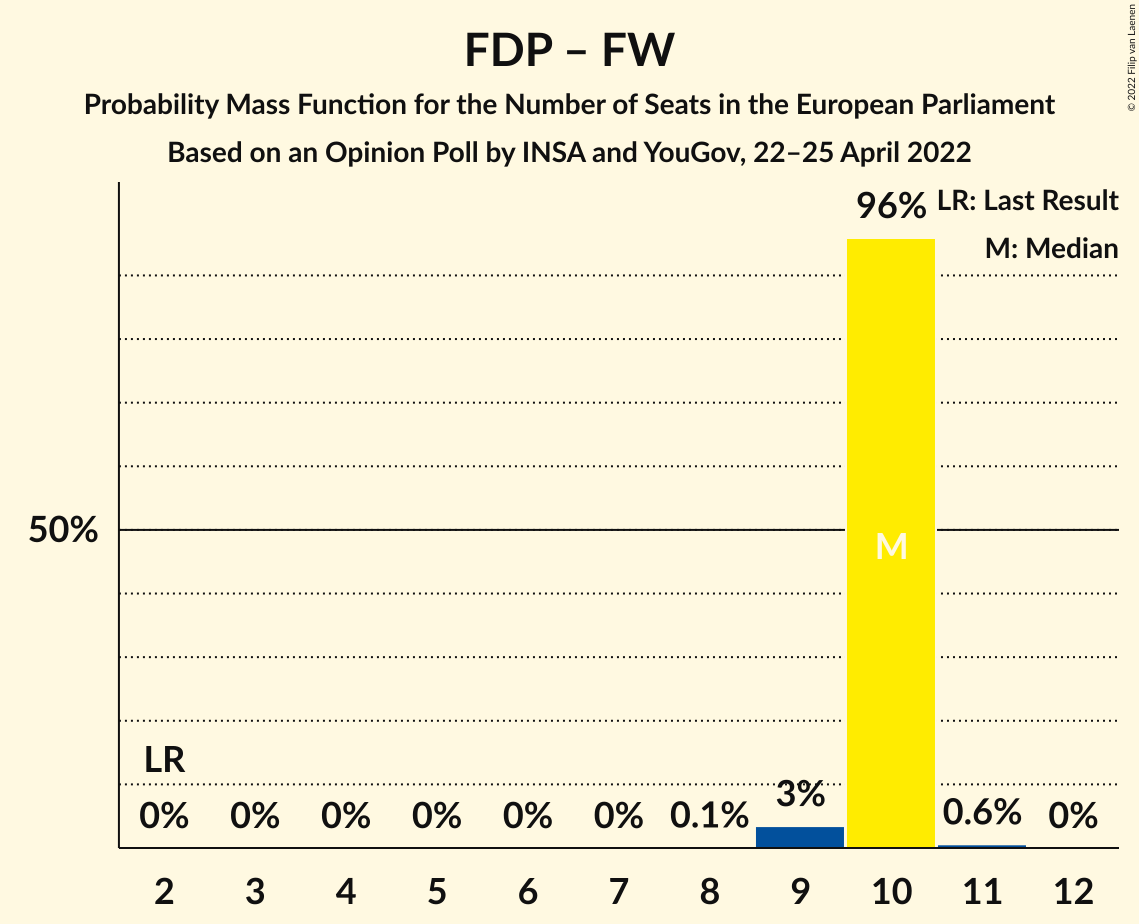 FDP – FW
Probability Mass Function for the Number of Seats in the European Parliament
Based on an Opinion Poll by INSA and YouGov, 22–25 April 2022
© 2022 Filip van Laenen
LR: Last Result
M: Median
96%
50%
M
LR
0% 0% 0% 0% 0% 0% 0.1% 3% 0.6% 0%
2 3 4 5 6 7 8 9 10 11 12